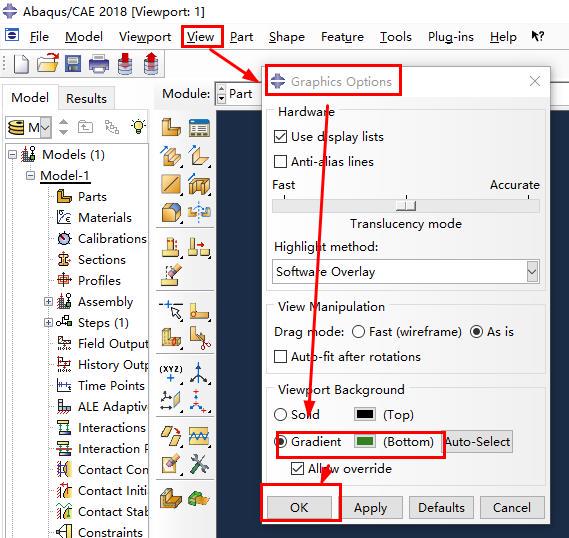 Abaqus/CAE 2018 [Viewport: 1]
File Model Viewport View Part Shape Feature Tools Plug-ins Help
Model Results
Module: Part
M
Models (1)
Model-1
Parts
Materials
Calibrations
Sections
Profiles
Assembly
Steps (1)
Field Output
History Outp
Time Points
ALE Adaptiv
Interactions
Interaction P
Contact Con
Contact Initi
Contact Stab
Constraints
(XYZ)
Graphics Options
Hardware
Use display lists
Anti-alias lines
Fast Accurate
Translucency mode
Highlight method:
Software Overlay
View Manipulation
Drag mode: Fast (wireframe) As is
Auto-fit after rotations
Viewport Background
Solid (Top)
Gradient (Bottom) Auto-Select
Allow override
OK Apply Defaults Cancel